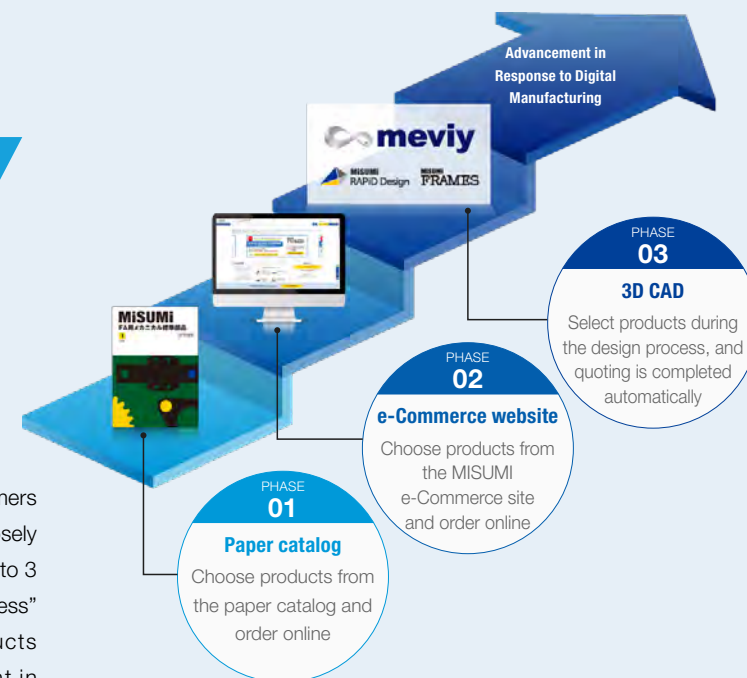 Advancement in
Response to Digital
Manufacturing
meviy
MISUMI
RAPiD Design
MISUMI
FRAMES
MiSUMi
PHASE
03
3D CAD
Select products during
the design process, and
quoting is completed
automatically
PHASE
02
e-Commerce website
Choose products from
the MISUMI
e-Commerce site
and order online
PHASE
01
Paper catalog
Choose products from
the paper catalog and
order online
sely
to 3
ess”